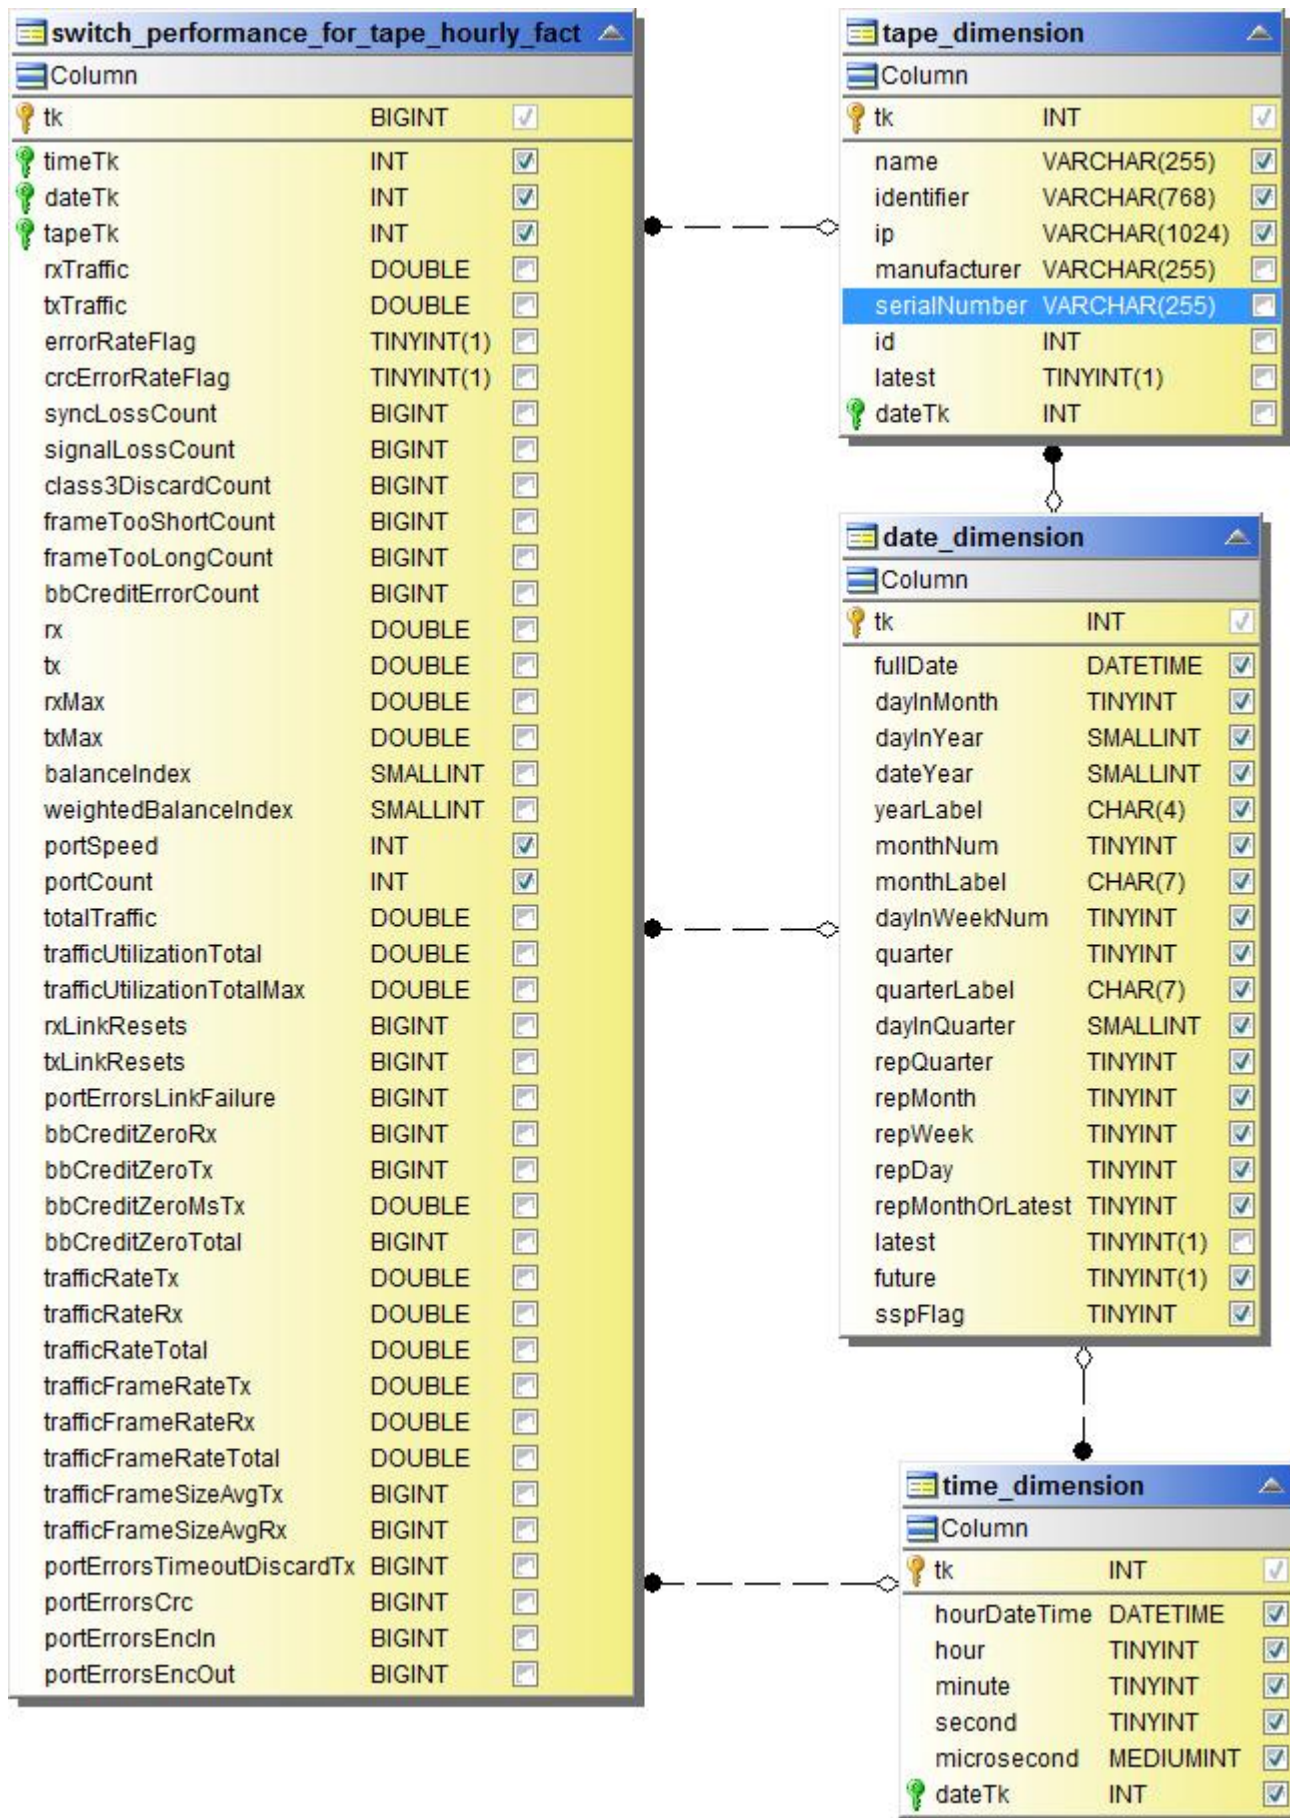 switch_performance_for_tape_hourly_fact
Column
tk BIGINT
timeTk INT
dateTk INT
tapeTk INT
rxTraffic DOUBLE
txTraffic DOUBLE
errorRateFlag TINYINT(1)
crcErrorRateFlag TINYINT(1)
syncLossCount BIGINT
signalLossCount BIGINT
class3DiscardCount BIGINT
frameTooShortCount BIGINT
frameTooLongCount BIGINT
bbCreditErrorCount BIGINT
rx DOUBLE
tx DOUBLE
rxMax DOUBLE
txMax DOUBLE
balanceIndex SMALLINT
weightedBalanceIndex SMALLINT
portSpeed INT
portCount INT
totalTraffic DOUBLE
trafficUtilizationTotal DOUBLE
trafficUtilizationTotalMax DOUBLE
rxLinkResets BIGINT
txLinkResets BIGINT
portErrorsLinkFailure BIGINT
bbCreditZeroRx BIGINT
bbCreditZeroTx BIGINT
bbCreditZeroMsTx DOUBLE
bbCreditZeroTotal BIGINT
trafficRateTx DOUBLE
trafficRateRx DOUBLE
trafficRateTotal DOUBLE
trafficFrameRateTx DOUBLE
trafficFrameRateRx DOUBLE
trafficFrameRateTotal DOUBLE
trafficFrameSizeAvgTx BIGINT
trafficFrameSizeAvgRx BIGINT
portErrorsTimeoutDiscardTx BIGINT
portErrorsCrc BIGINT
portErrorsEncIn BIGINT
portErrorsEncOut BIGINT
tape_dimension
Column
tk INT
name VARCHAR(255)
identifier VARCHAR(768)
ip VARCHAR(1024)
manufacturer VARCHAR(255)
serialNumber VARCHAR(255)
id INT
latest TINYINT(1)
dateTk INT
date_dimension
Column
tk INT
fullDate DATETIME
dayInMonth TINYINT
dayInYear SMALLINT
dateYear SMALLINT
yearLabel CHAR(4)
monthNum TINYINT
monthLabel CHAR(7)
dayInWeekNum TINYINT
quarter TINYINT
quarterLabel CHAR(7)
dayInQuarter SMALLINT
repQuarter TINYINT
repMonth TINYINT
repWeek TINYINT
repDay TINYINT
repMonthOrLatest TINYINT
latest TINYINT(1)
future TINYINT(1)
sspFlag TINYINT
time_dimension
Column
tk INT
hourDateTime DATETIME
hour TINYINT
minute TINYINT
second TINYINT
microsecond MEDIUMINT
dateTk INT